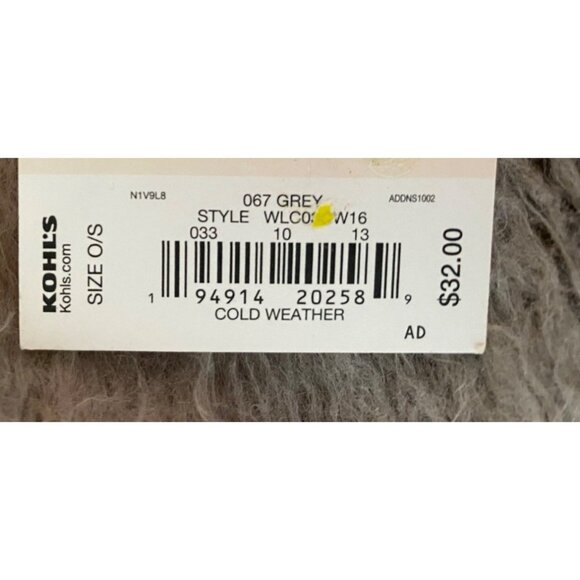 N1V9L8
067 GREY
ADDNS1002
STYLE
033 10 13
1 94914 20258 9
COLD WEATHER
AD
KOHL'S
Kohls.com
SIZE O/S
$32.00